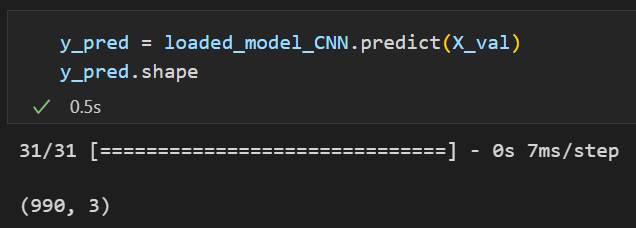 y_pred = loaded_model_CNN.predict(X_val)
y_pred.shape
✓ 0.5s
31/31 [==============================] - 0s 7ms/step
(990, 3)